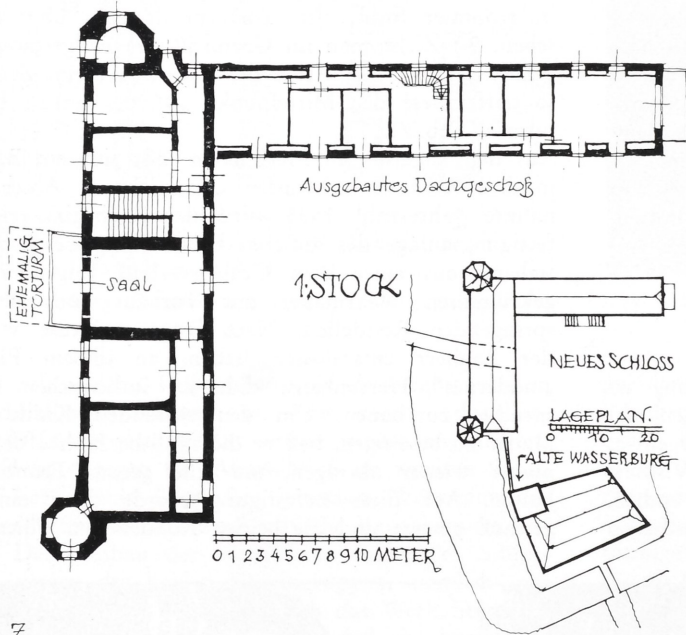 Ausgebautes Dachgeschoß
EHEMALIG.
TORTURM
Saal
1.STOCK
NEUES SCHLOSS
LAGEPLAN.
0 10 20
ALTE WASSERBURG
0 1 2 3 4 5 6 7 8 9 10 METER
7